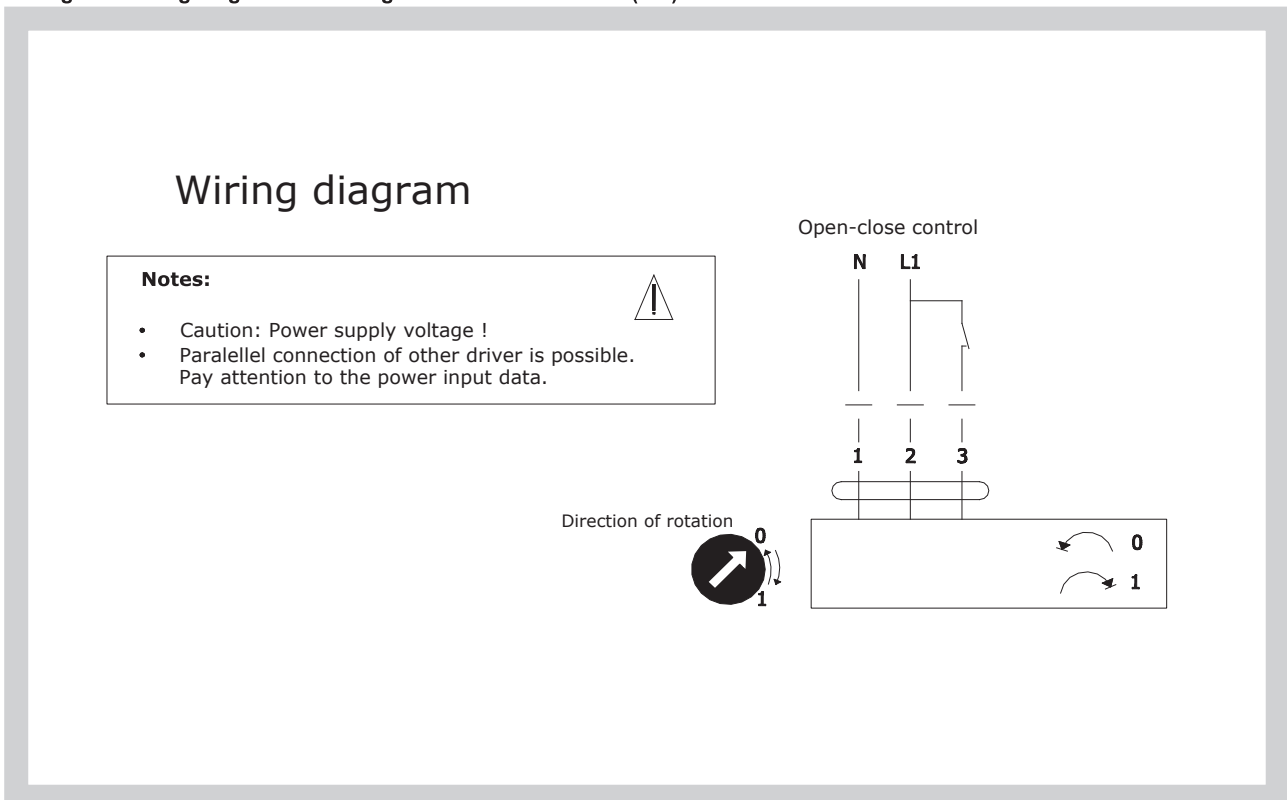 Wiring diagram
Notes:
• Caution: Power supply voltage !
• Paralellel connection of other driver is possible.
Pay attention to the power input data.
Open-close control
N L1
1 2 3
Direction of rotation
0
1
0
1